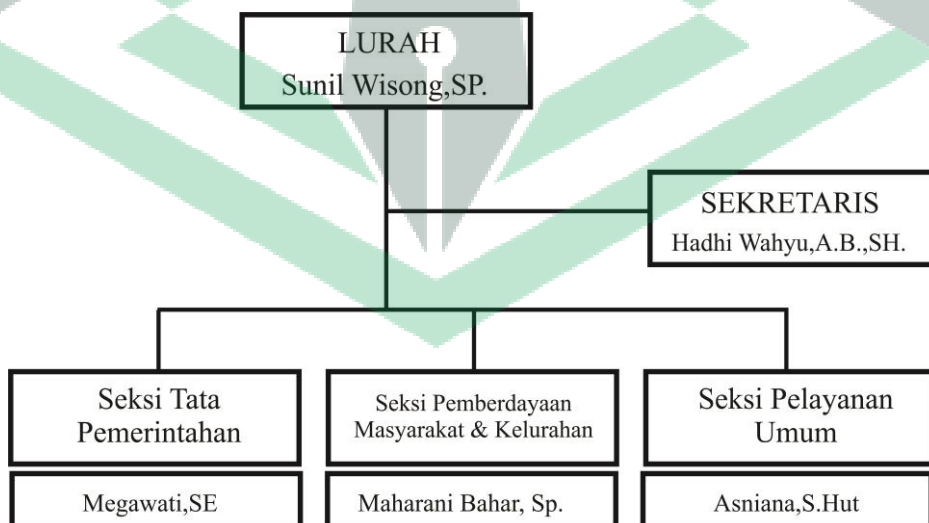 LURAH
Sunil Wisong,SP.
SEKRETARIS
Hadhi Wahyu,A.B.,SH.
Seksi Tata
Pemerintahan
Seksi Pemberdayaan
Masyarakat & Kelurahan
Seksi Pelayanan
Umum
Megawati,SE
Maharani Bahar, Sp.
Asniana,S.Hut